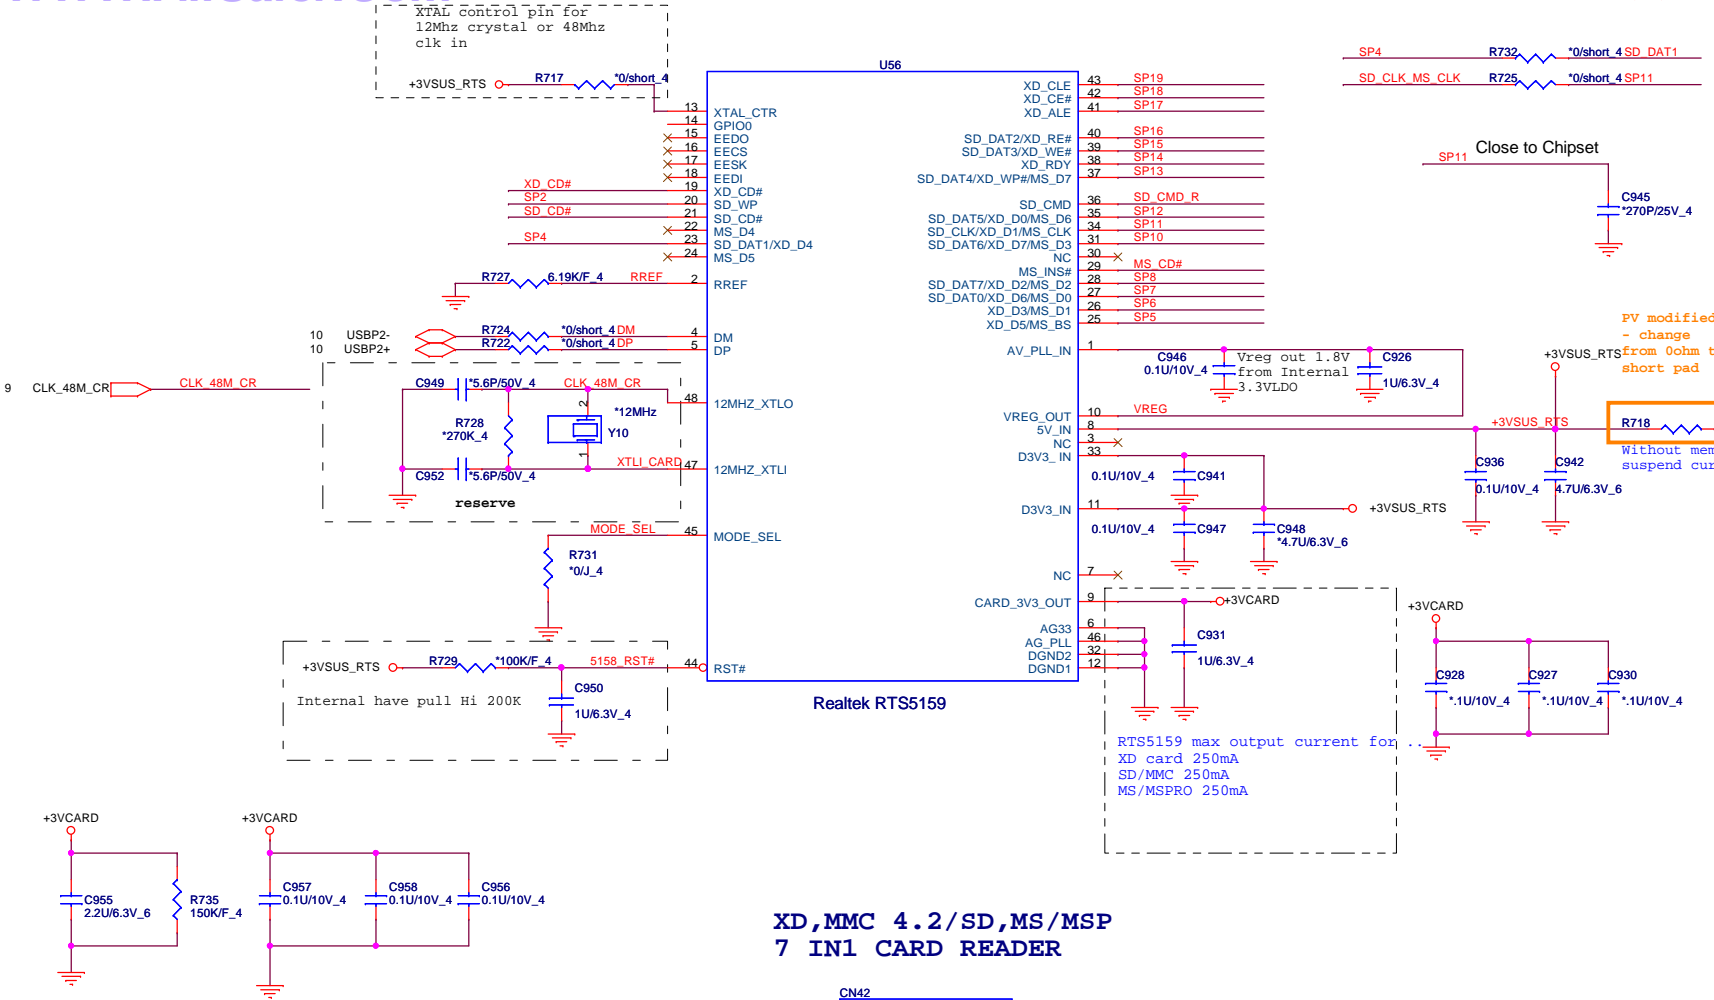 XTAL control pin for
12Mhz crystal or 48Mhz
clk in
+3VSUS_RTS
R717
*0/short_4
U56
13
XTAL_CTR
14
GPIO0
15
EEDO
16
EECS
17
EESK
18
EEDI
XD_CD#
19
XD_CD#
SP2
20
SD_WP
SD_CD#
21
SD_CD#
22
MS_D4
SP4
23
SD_DAT1/XD_D4
24
MS_D5
R727
6.19K/F_4
RREF
2
RREF
10
USBP2-
R724
*0/short_4
DM
4
DM
10
USBP2+
R722
*0/short_4
DP
5
DP
9
CLK_48M_CR
CLK_48M_CR
C949
*5.6P/50V_4
CLK_48M_CR
48
12MHZ_XTLO
R728
*270K_4
2
*12MHz
Y10
1
C952
*5.6P/50V_4
XTLI_CARD
47
12MHZ_XTLI
reserve
MODE_SEL
45
MODE_SEL
R731
*0/J_4
+3VSUS_RTS
R729
*100K/F_4
5158_RST#
44
RST#
Internal have pull Hi 200K
C950
1U/6.3V_4
XD_CLE
43
SP19
XD_CE#
42
SP18
XD_ALE
41
SP17
SD_DAT2/XD_RE#
40
SP16
SD_DAT3/XD_WE#
39
SP15
XD_RDY
38
SP14
SD_DAT4/XD_WP#/MS_D7
37
SP13
SD_CMD
36
SD_CMD_R
SD_DAT5/XD_D0/MS_D6
35
SP12
SD_CLK/XD_D1/MS_CLK
34
SP11
SD_DAT6/XD_D7/MS_D3
31
SP10
NC
30
MS_INS#
29
MS_CD#
SD_DAT7/XD_D2/MS_D2
28
SP8
SD_DAT0/XD_D6/MS_D0
27
SP7
XD_D3/MS_D1
26
SP6
XD_D5/MS_BS
25
SP5
AV_PLL_IN
1
C946
0.1U/10V_4
Vreg out 1.8V
from Internal
3.3VLDO
C926
1U/6.3V_4
VREG_OUT
10
VREG
5V_IN
8
+3VSUS_RTS
NC
3
D3V3_IN
33
0.1U/10V_4
C941
D3V3_IN
11
+3VSUS_RTS
0.1U/10V_4
C947
C948
*4.7U/6.3V_6
NC
7
CARD_3V3_OUT
9
+3VCARD
C931
1U/6.3V_4
AG33
6
AG_PLL
46
DGND2
32
DGND1
12
Realtek RTS5159
RTS5159 max output current for ..
XD card 250mA
SD/MMC 250mA
MS/MSPRO 250mA
SP4
R732
*0/short_4
SD_DAT1
SD_CLK_MS_CLK
R725
*0/short_4
SP11
Close to Chipset
SP11
C945
*270P/25V_4
PV modified
- change
from 0ohm t
short pad
+3VSUS_RTS
R718
Without mem
suspend cur
C936
0.1U/10V_4
C942
4.7U/6.3V_6
+3VCARD
C928
*.1U/10V_4
C927
*.1U/10V_4
C930
*.1U/10V_4
+3VCARD
C955
2.2U/6.3V_6
R735
150K/F_4
+3VCARD
C957
0.1U/10V_4
C958
0.1U/10V_4
C956
0.1U/10V_4
XD,MMC 4.2/SD,MS/MSP
7 IN1 CARD READER
CN42